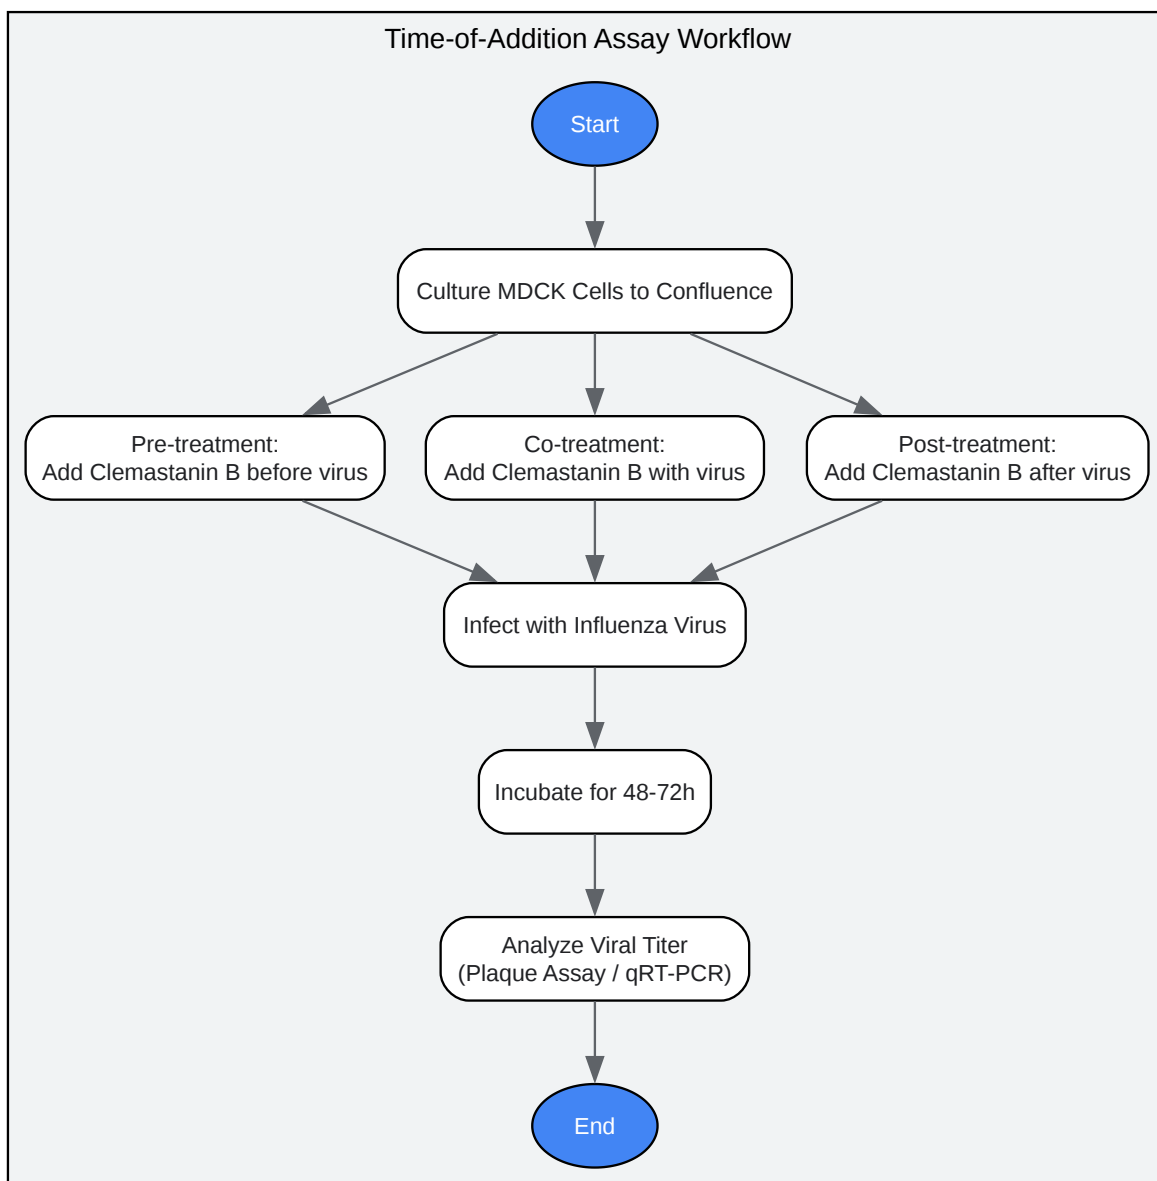 Time-of-Addition Assay Workflow
Start
Culture MDCK Cells to Confluence
Pre-treatment:
Add Clemastanin B before virus
Co-treatment:
Add Clemastanin B with virus
Post-treatment:
Add Clemastanin B after virus
Infect with Influenza Virus
Incubate for 48-72h
Analyze Viral Titer
(Plaque Assay / qRT-PCR)
End